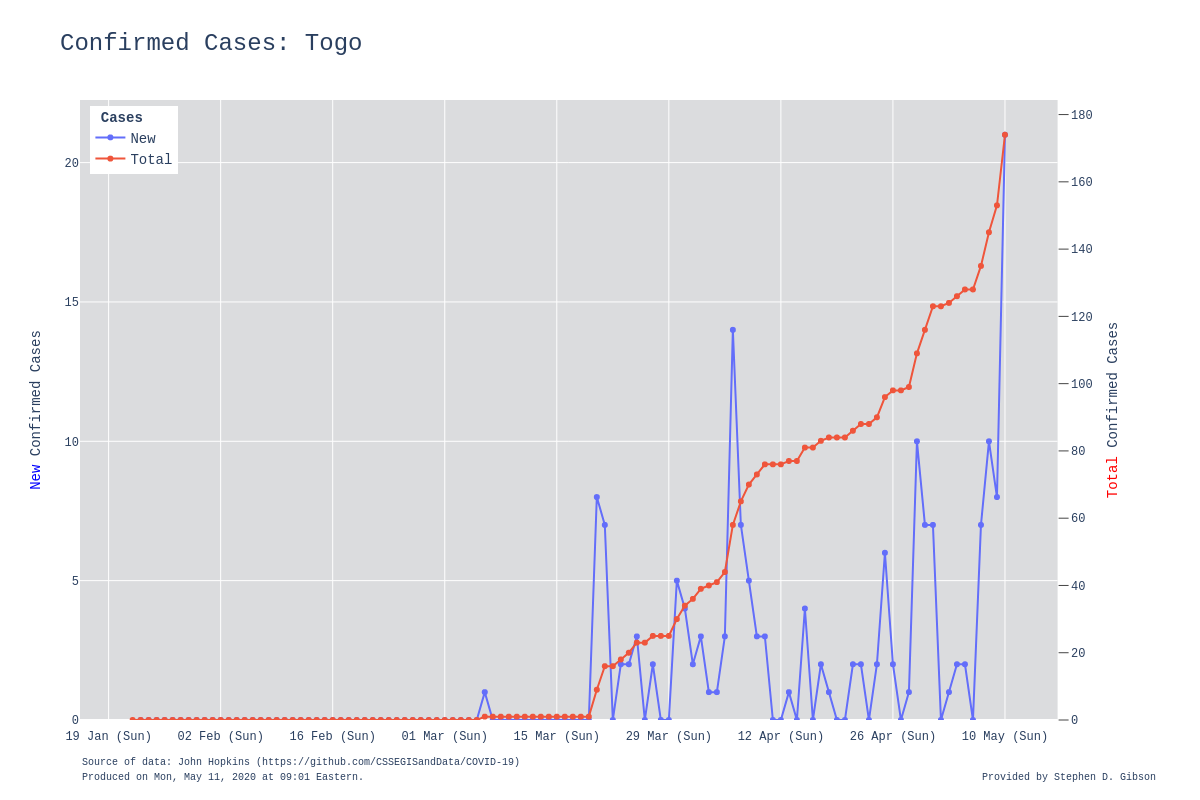 Confirmed Cases: Togo
Cases
New
Total
20
15
10
5
0
180
160
140
120
100
80
60
40
20
0
New Confirmed Cases
Total Confirmed Cases
19 Jan (Sun) 02 Feb (Sun) 16 Feb (Sun) 01 Mar (Sun) 15 Mar (Sun) 29 Mar (Sun) 12 Apr (Sun) 26 Apr (Sun) 10 May (Sun)
Source of data: John Hopkins (https://github.com/CSSEGISandData/COVID-19)
Produced on Mon, May 11, 2020 at 09:01 Eastern.
Provided by Stephen D. Gibson